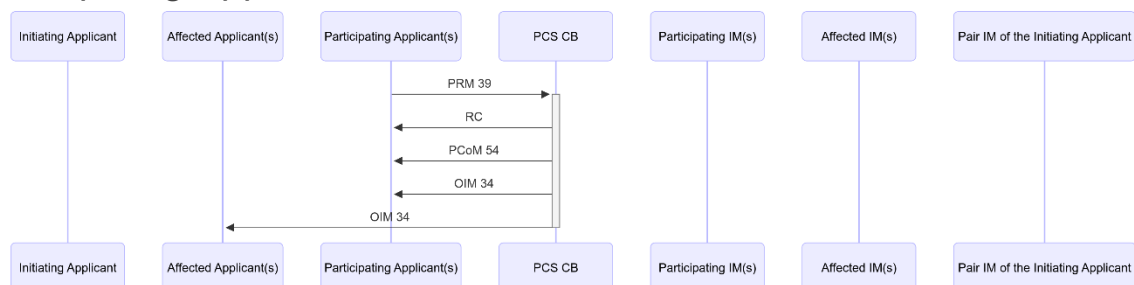 Initiating Applicant
Affected Applicant(s)
Participating Applicant(s)
PCS CB
Participating IM(s)
Affected IM(s)
Pair IM of the Initiating Applicant
PRM 39
RC
PCoM 54
OIM 34
OIM 34
Initiating Applicant
Affected Applicant(s)
Participating Applicant(s)
PCS CB
Participating IM(s)
Affected IM(s)
Pair IM of the Initiating Applicant